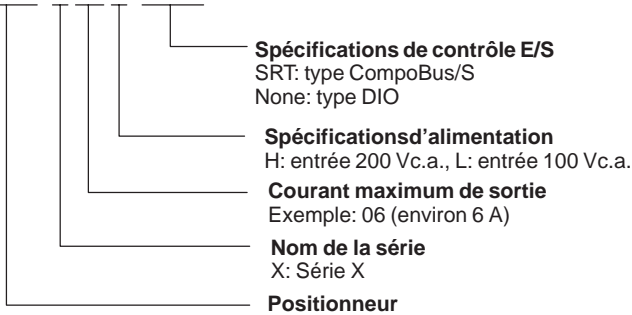 Spécifications de contrôle E/S
SRT: type CompoBus/S
None: type DIO
Spécificationsd'alimentation
H: entrée 200 Vc.a., L: entrée 100 Vc.a.
Courant maximum de sortie
Exemple: 06 (environ 6 A)
Nom de la série
X: Série X
Positionneur